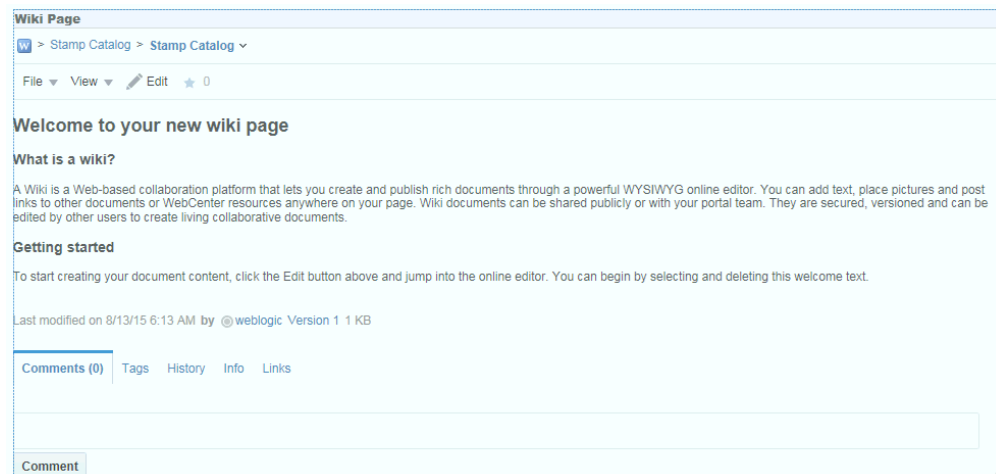 Wiki Page
W > Stamp Catalog > Stamp Catalog
File View Edit 0
Welcome to your new wiki page
What is a wiki?
A Wiki is a Web-based collaboration platform that lets you create and publish rich documents through a powerful WYSIWYG online editor. You can add text, place pictures and post
links to other documents or WebCenter resources anywhere on your page. Wiki documents can be shared publicly or with your portal team. They are secured, versioned and can be
edited by other users to create living collaborative documents.
Getting started
To start creating your document content, click the Edit button above and jump into the online editor. You can begin by selecting and deleting this welcome text.
Last modified on 8/13/15 6:13 AM by weblogic Version 1 1 KB
Comments (0) Tags History Info Links
Comment